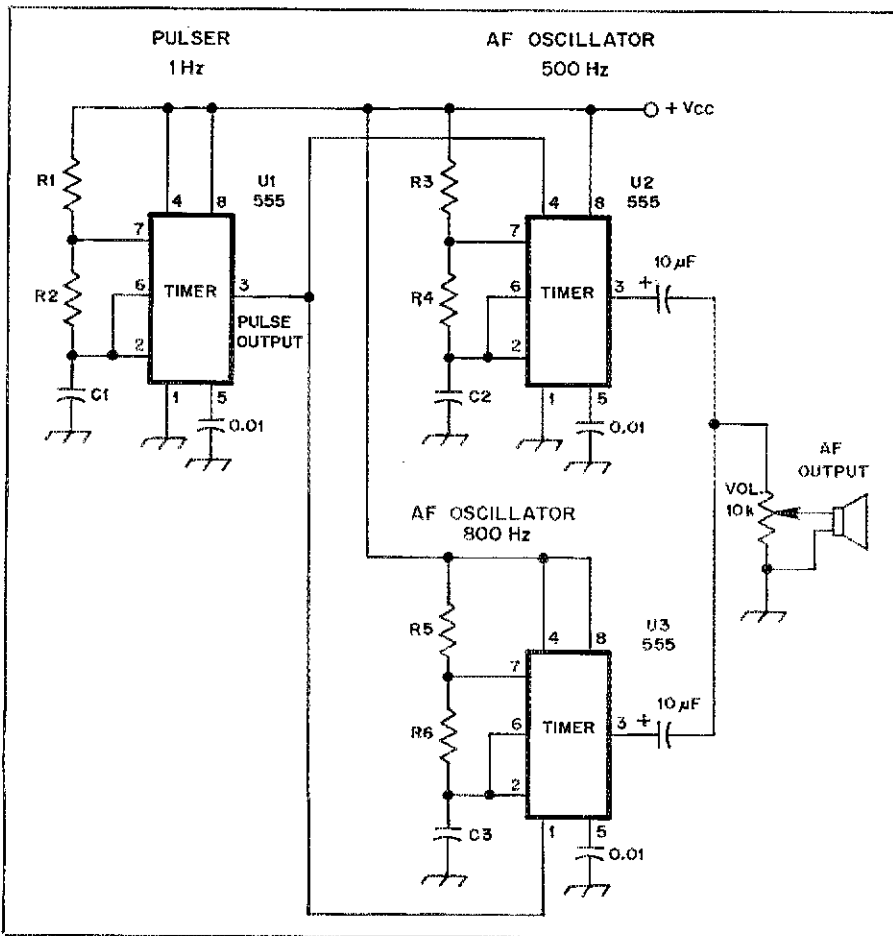 PULSER
1 Hz
AF OSCILLATOR
500 Hz
+ Vcc
R1
U1
555
4
8
7
R2
6
TIMER
3
PULSE
OUTPUT
2
C1
1
5
0.01
R3
U2
555
4
8
7
R4
6
TIMER
3
+
10 µF
2
C2
1
5
0.01
AF
OUTPUT
VOL.
10k
AF OSCILLATOR
800 Hz
R5
U3
555
4
8
7
R6
6
TIMER
3
+
10 µF
2
C3
1
5
0.01